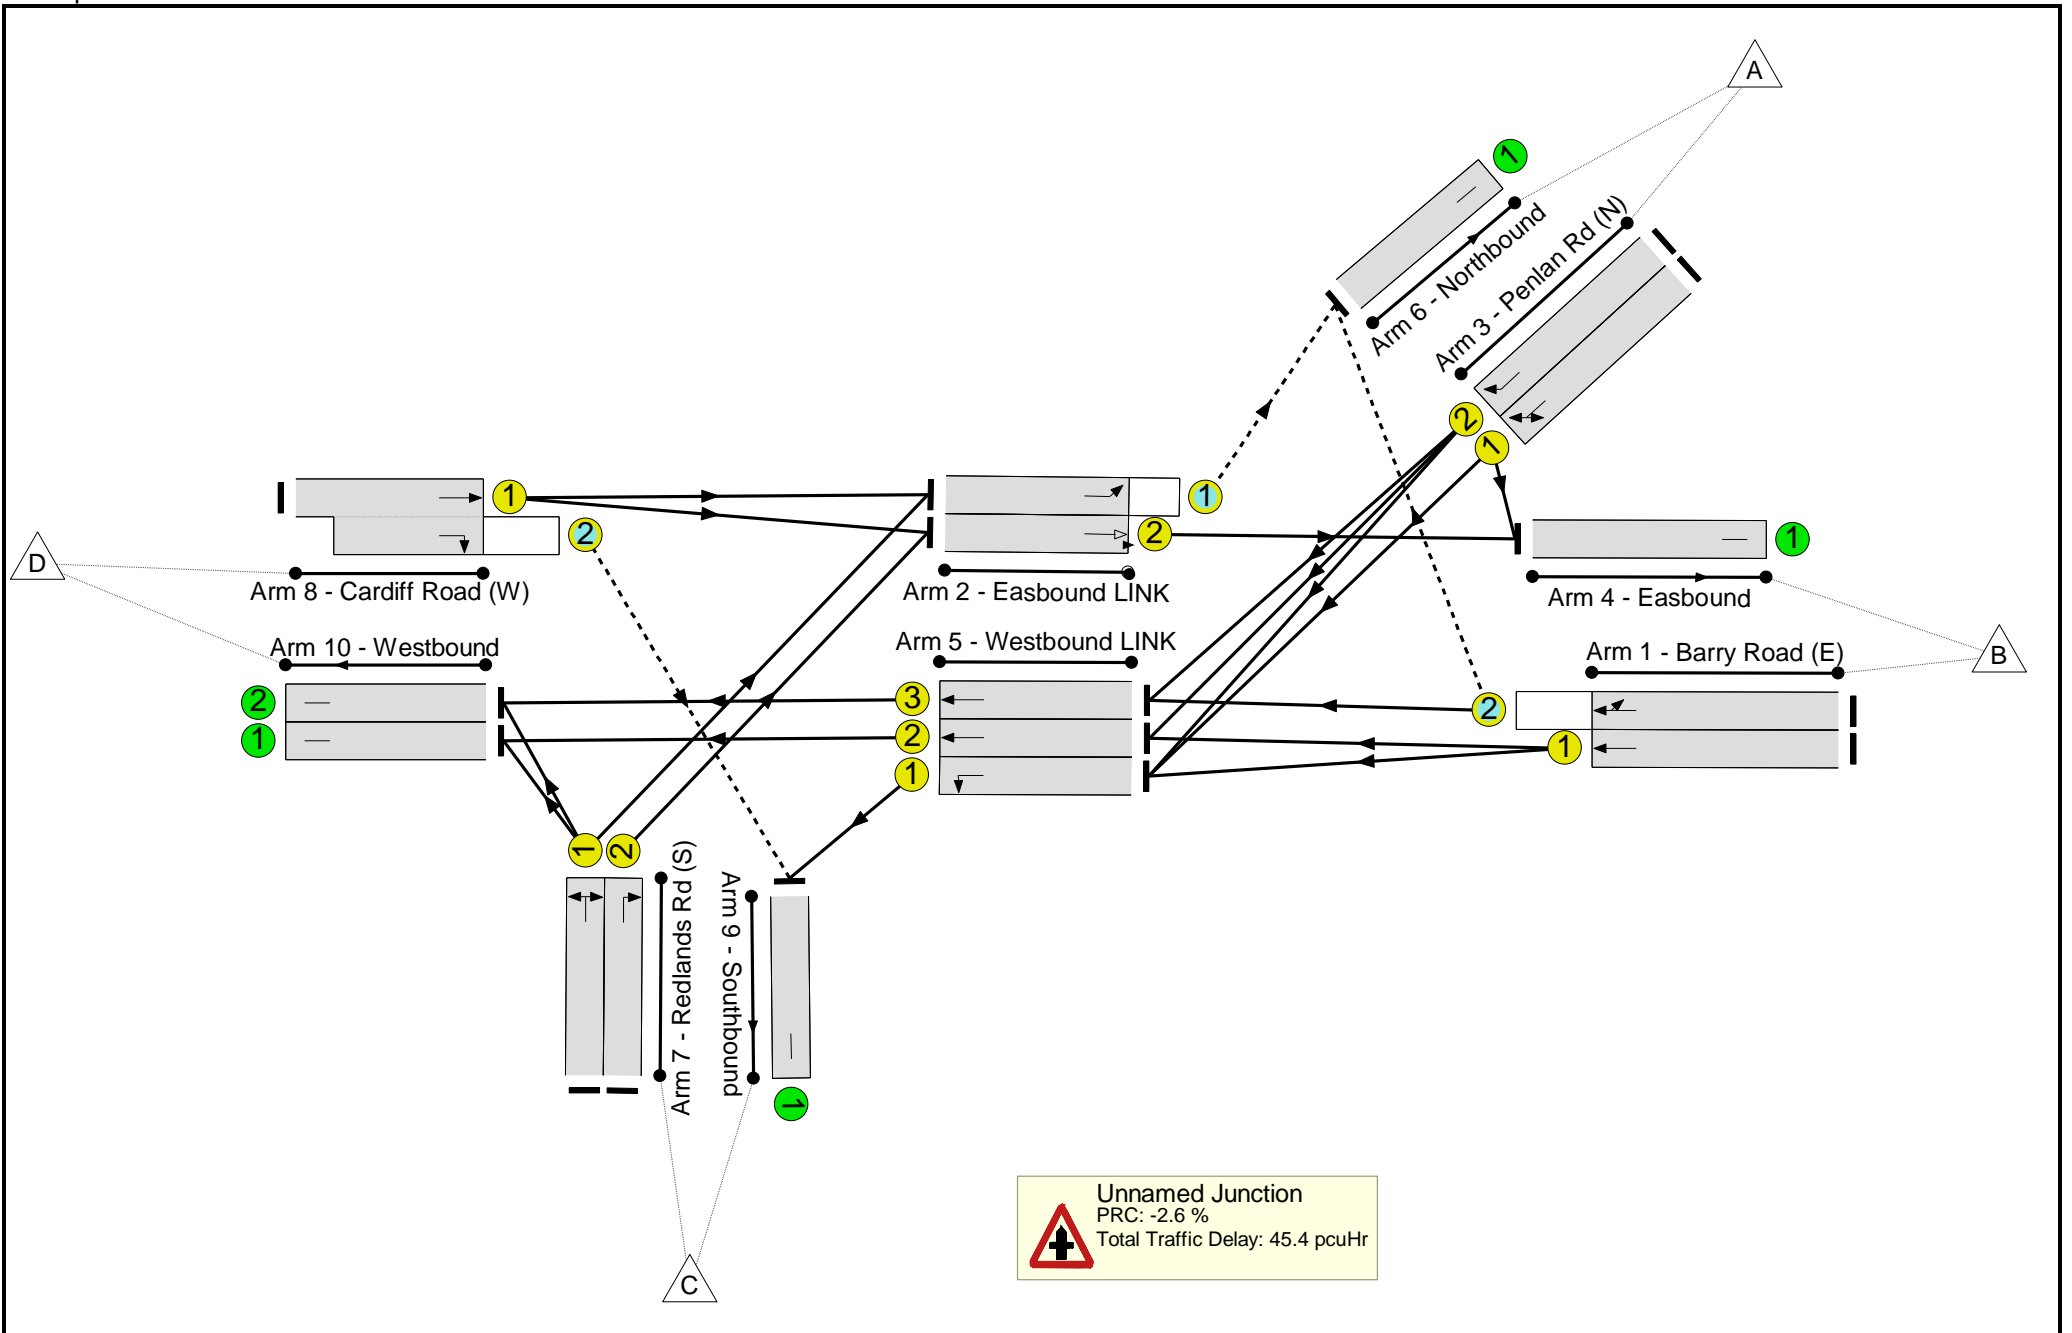 A
1
Arm 6 - Northbound
Arm 3 - Penlan Rd (N)
2
1
1
2
1
2
1
D
Arm 8 - Cardiff Road (W)
Arm 2 - Easbound LINK
Arm 4 - Easbound
B
Arm 10 - Westbound
Arm 5 - Westbound LINK
Arm 1 - Barry Road (E)
2
1
3
2
1
2
1
1
2
Arm 7 - Redlands Rd (S)
Arm 9 - Southbound
1
C
Unnamed Junction
PRC: -2.6 %
Total Traffic Delay: 45.4 pcuHr